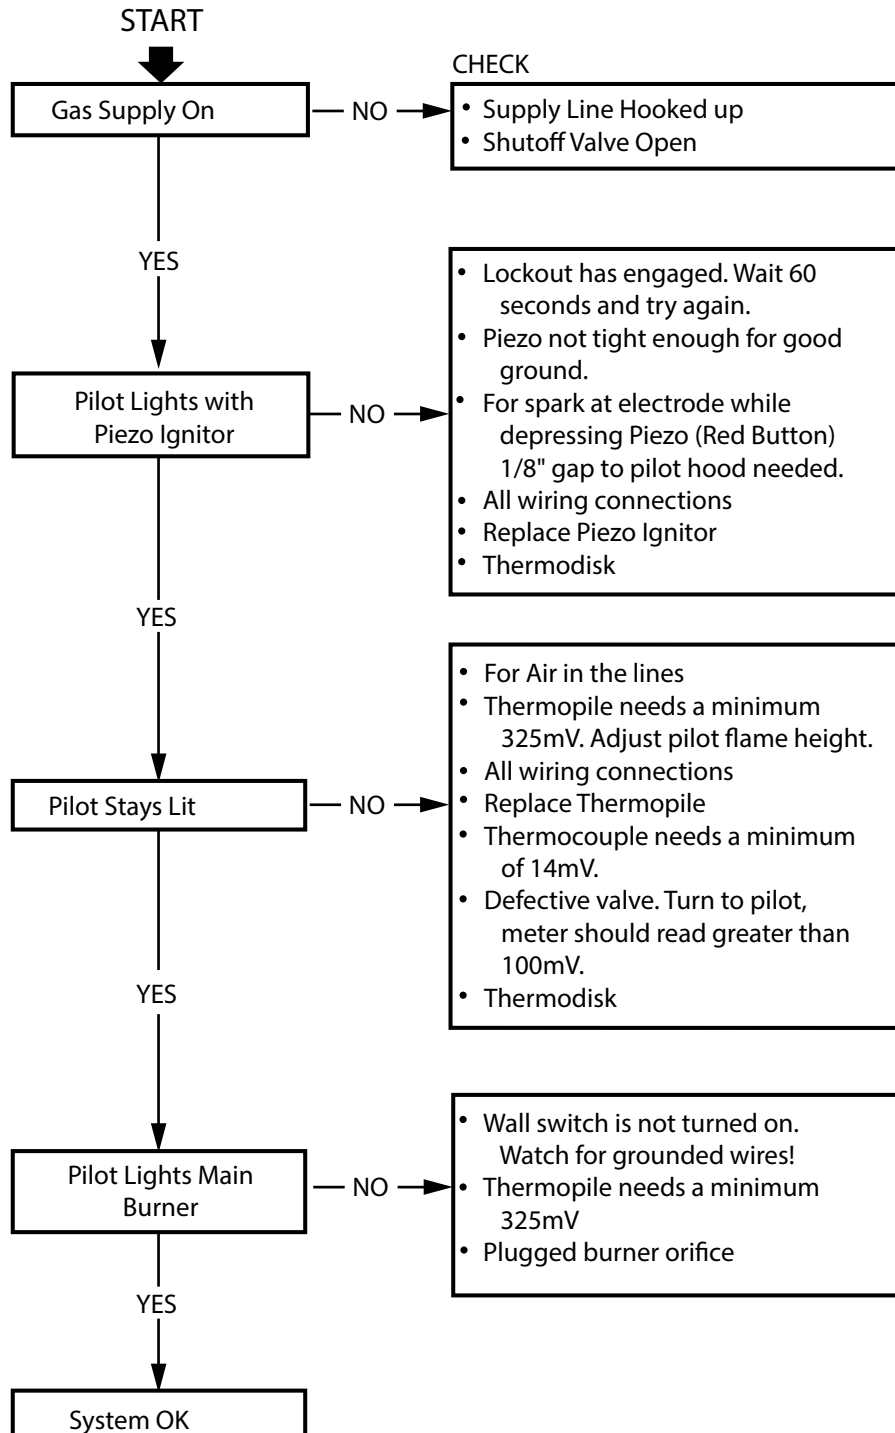 START
CHECK
Gas Supply On
NO
• Supply Line Hooked up
• Shutoff Valve Open
YES
Pilot Lights with
Piezo Ignitor
NO
• Lockout has engaged. Wait 60
seconds and try again.
• Piezo not tight enough for good
ground.
• For spark at electrode while
depressing Piezo (Red Button)
1/8" gap to pilot hood needed.
• All wiring connections
• Replace Piezo Ignitor
• Thermodisk
YES
Pilot Stays Lit
NO
• For Air in the lines
• Thermopile needs a minimum
325mV. Adjust pilot flame height.
• All wiring connections
• Replace Thermopile
• Thermocouple needs a minimum
of 14mV.
• Defective valve. Turn to pilot,
meter should read greater than
100mV.
• Thermodisk
YES
Pilot Lights Main
Burner
NO
• Wall switch is not turned on.
Watch for grounded wires!
• Thermopile needs a minimum
325mV
• Plugged burner orifice
YES
System OK